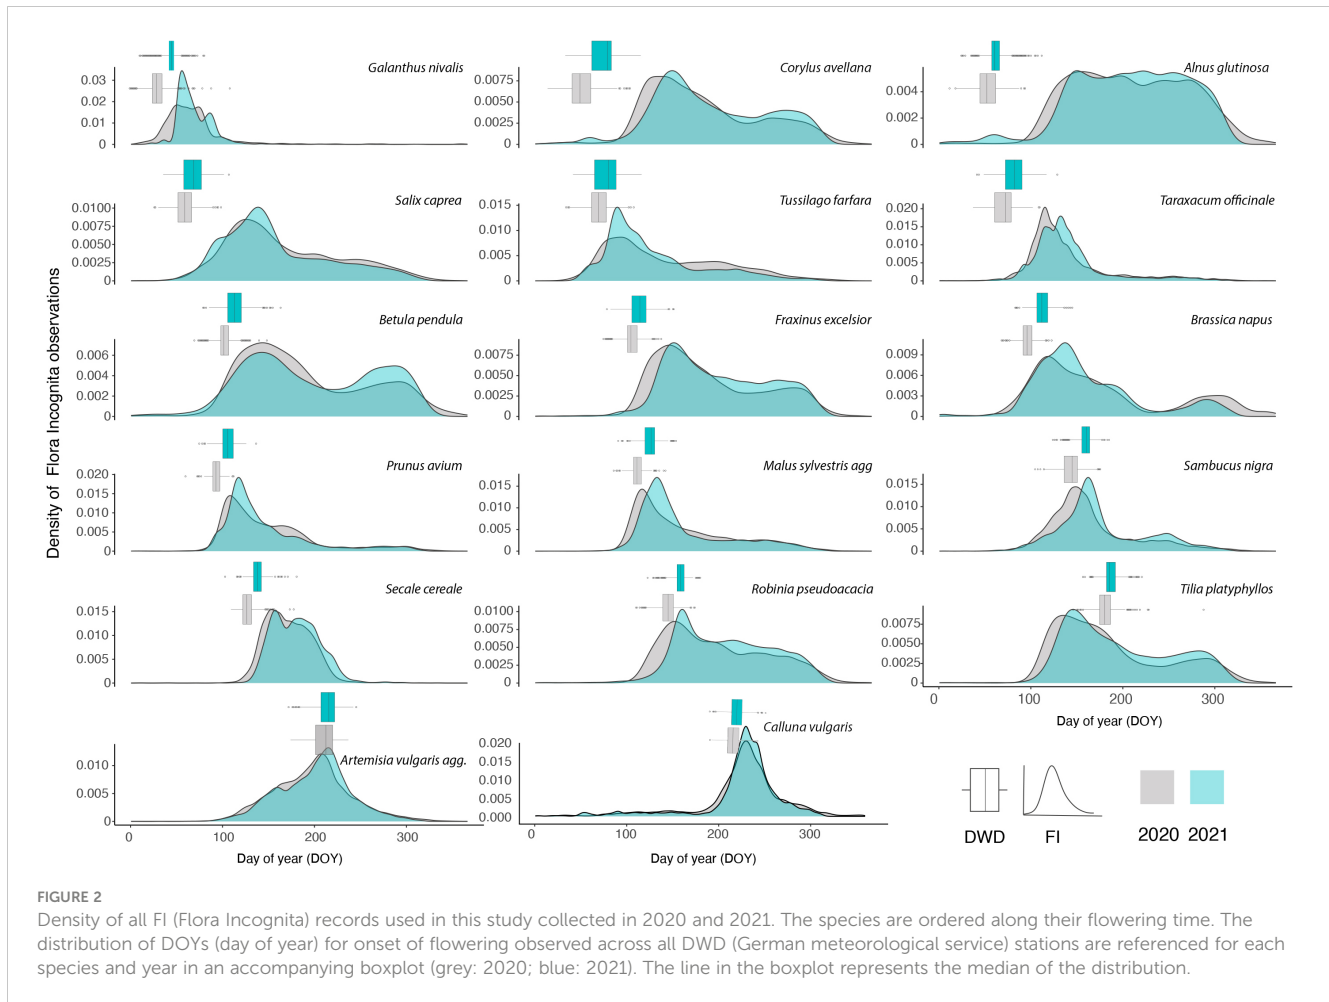 Galanthus nivalis
0.03
0.02
0.01
0
Corylus avellana
0.0075
0.0050
0.0025
0
Alnus glutinosa
0.004
0.002
0
Salix caprea
0.0100
0.0075
0.0050
0.0025
0
Tussilago farfara
0.015
0.010
0.005
0
Taraxacum officinale
0.020
0.015
0.010
0.005
0
Density of Flora Incognito observations
Betula pendula
0.006
0.004
0.002
0
Fraxinus excelsior
0.0075
0.0050
0.0025
0
Brassica napus
0.009
0.006
0.003
0
Prunus avium
0.020
0.015
0.010
0.005
0
Malus sylvestris agg
0.015
0.010
0.005
0
Sambucus nigra
0.015
0.010
0.005
0
Secale cereale
0.015
0.010
0.005
0
Robinia pseudoacacia
0.0100
0.0075
0.0050
0.0025
0
Tilia platyphyllos
0.0075
0.0050
0.0025
0
0 100 200 300
Day of year (DOY)
Artemisia vulgaris agg.
0.010
0.005
0
0 100 200 300
Day of year (DOY)
Calluna vulgaris
0.020
0.015
0.010
0.005
0.000
0 100 200 300
Day of year (DOY)
DWD FI 2020 2021
FIGURE 2
Density of all FI (Flora Incognita) records used in this study collected in 2020 and 2021. The species are ordered along their flowering time. The
distribution of DOYs (day of year) for onset of flowering observed across all DWD (German meteorological service) stations are referenced for each
species and year in an accompanying boxplot (grey: 2020; blue: 2021). The line in the boxplot represents the median of the distribution.